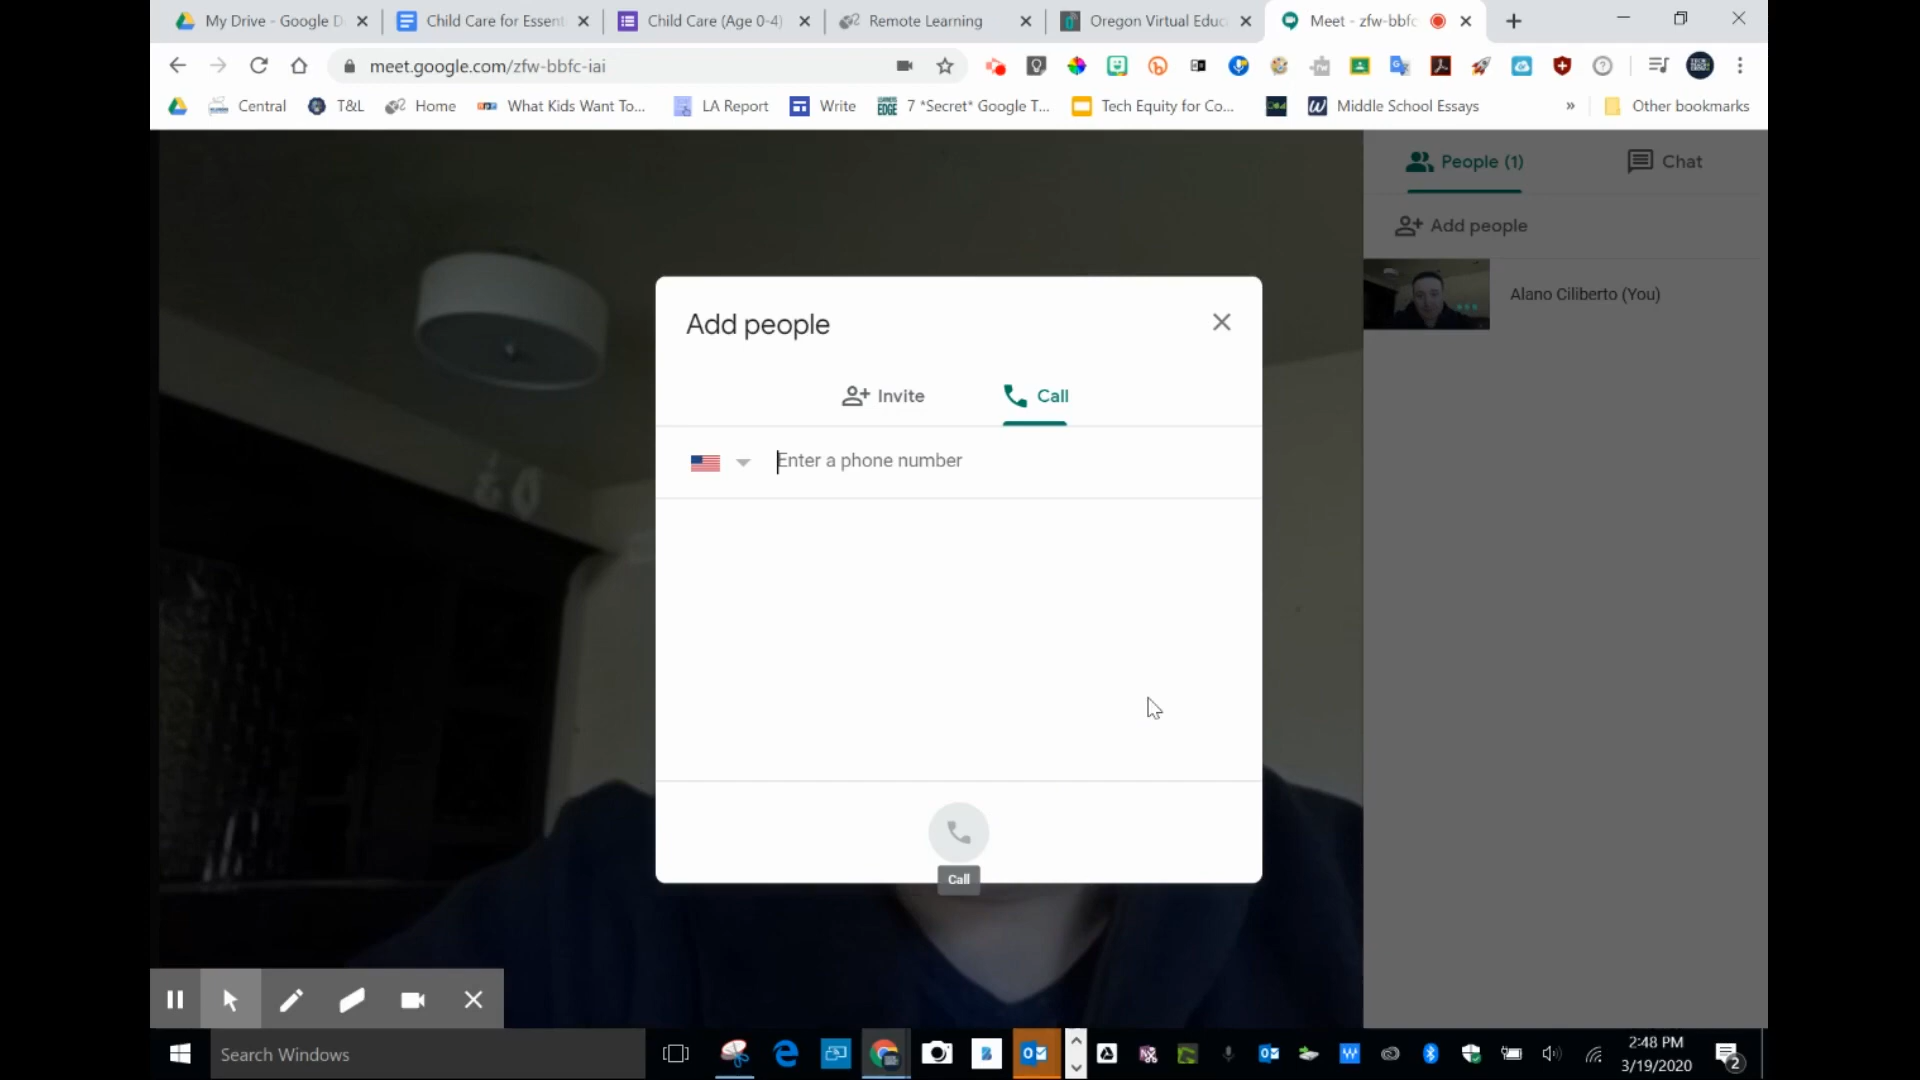 My Drive - Google D
Child Care for Essent
Child Care (Age 0-4)
Remote Learning
Oregon Virtual Educ
Meet - zfw-bbfc
meet.google.com/zfw-bbfc-iai
Central
T&L
Home
What Kids Want To...
LA Report
Write
7 *Secret* Google T...
Tech Equity for Co...
Middle School Essays
»
Other bookmarks
People (1)
Chat
Add people
Alano Ciliberto (You)
Add people
Invite
Call
Enter a phone number
Call
Search Windows
2:48 PM
3/19/2020
2